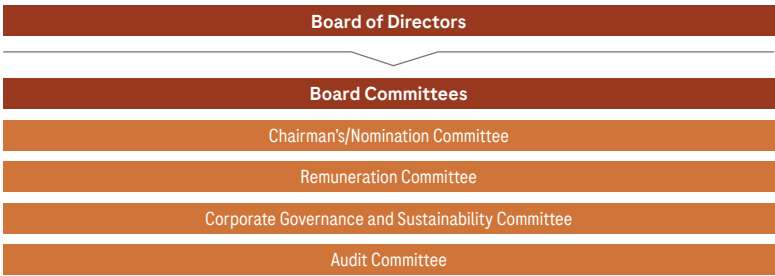 Board of Directors
Board Committees
Chairman's/Nomination Committee
Remuneration Committee
Corporate Governance and Sustainability Committee
Audit Committee